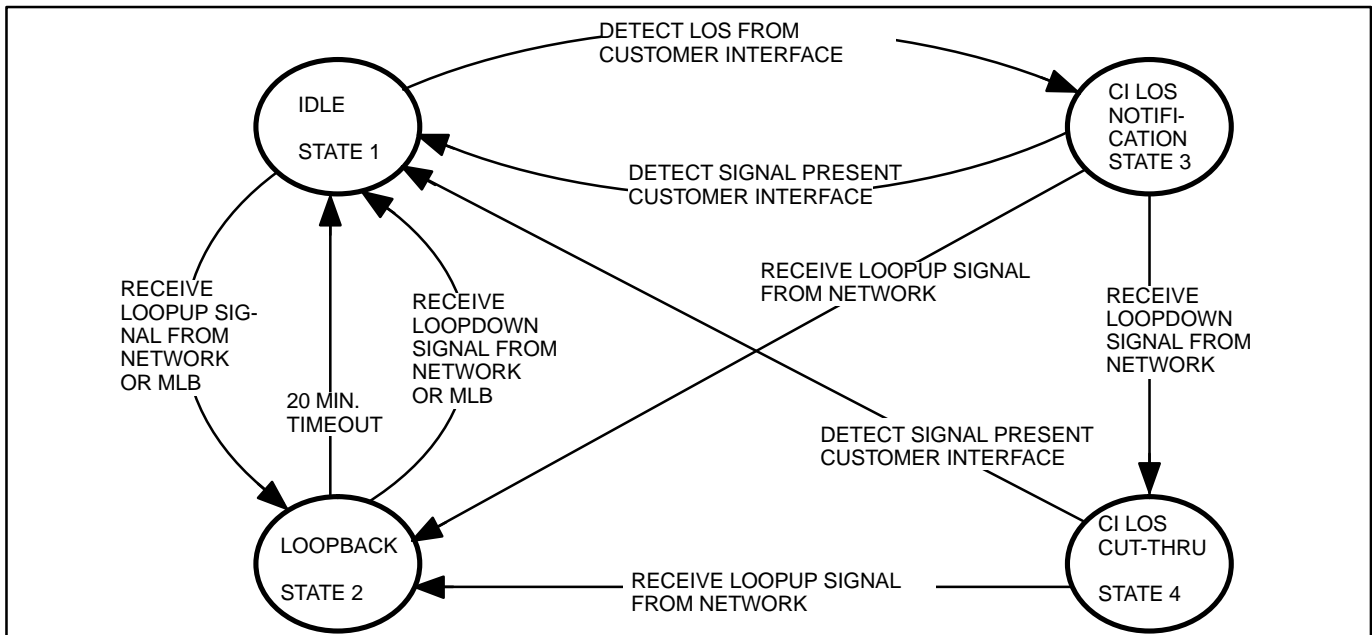 DETECT LOS FROM
CUSTOMER INTERFACE
IDLE
STATE 1
CI LOS
NOTIFI-
CATION
STATE 3
DETECT SIGNAL PRESENT
CUSTOMER INTERFACE
RECEIVE LOOPUP SIGNAL
FROM NETWORK
RECEIVE
LOOPUP SIG-
NAL FROM
NETWORK
OR MLB
20 MIN.
TIMEOUT
RECEIVE
LOOPDOWN
SIGNAL FROM
NETWORK
OR MLB
RECEIVE
LOOPDOWN
SIGNAL FROM
NETWORK
DETECT SIGNAL PRESENT
CUSTOMER INTERFACE
LOOPBACK
STATE 2
RECEIVE LOOPUP SIGNAL
FROM NETWORK
CI LOS
CUT-THRU
STATE 4